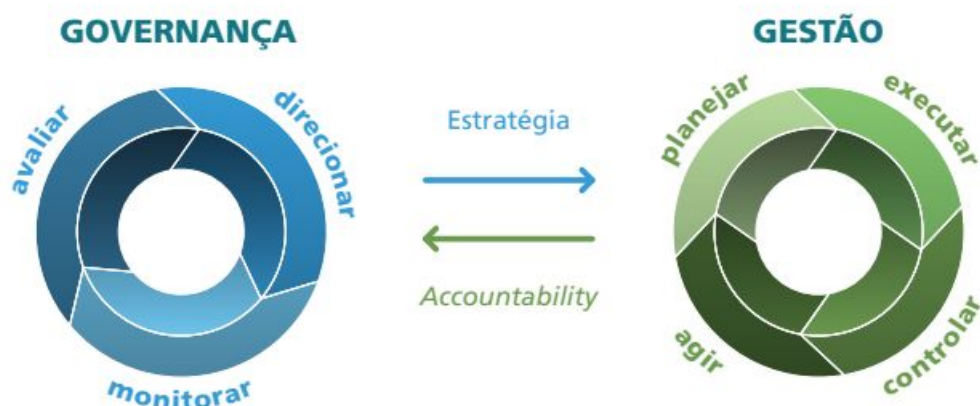 GOVERNANÇA
avaliar
direcionar
monitorar
Estratégia
Accountability
GESTÃO
planejar
executar
controlar
agir